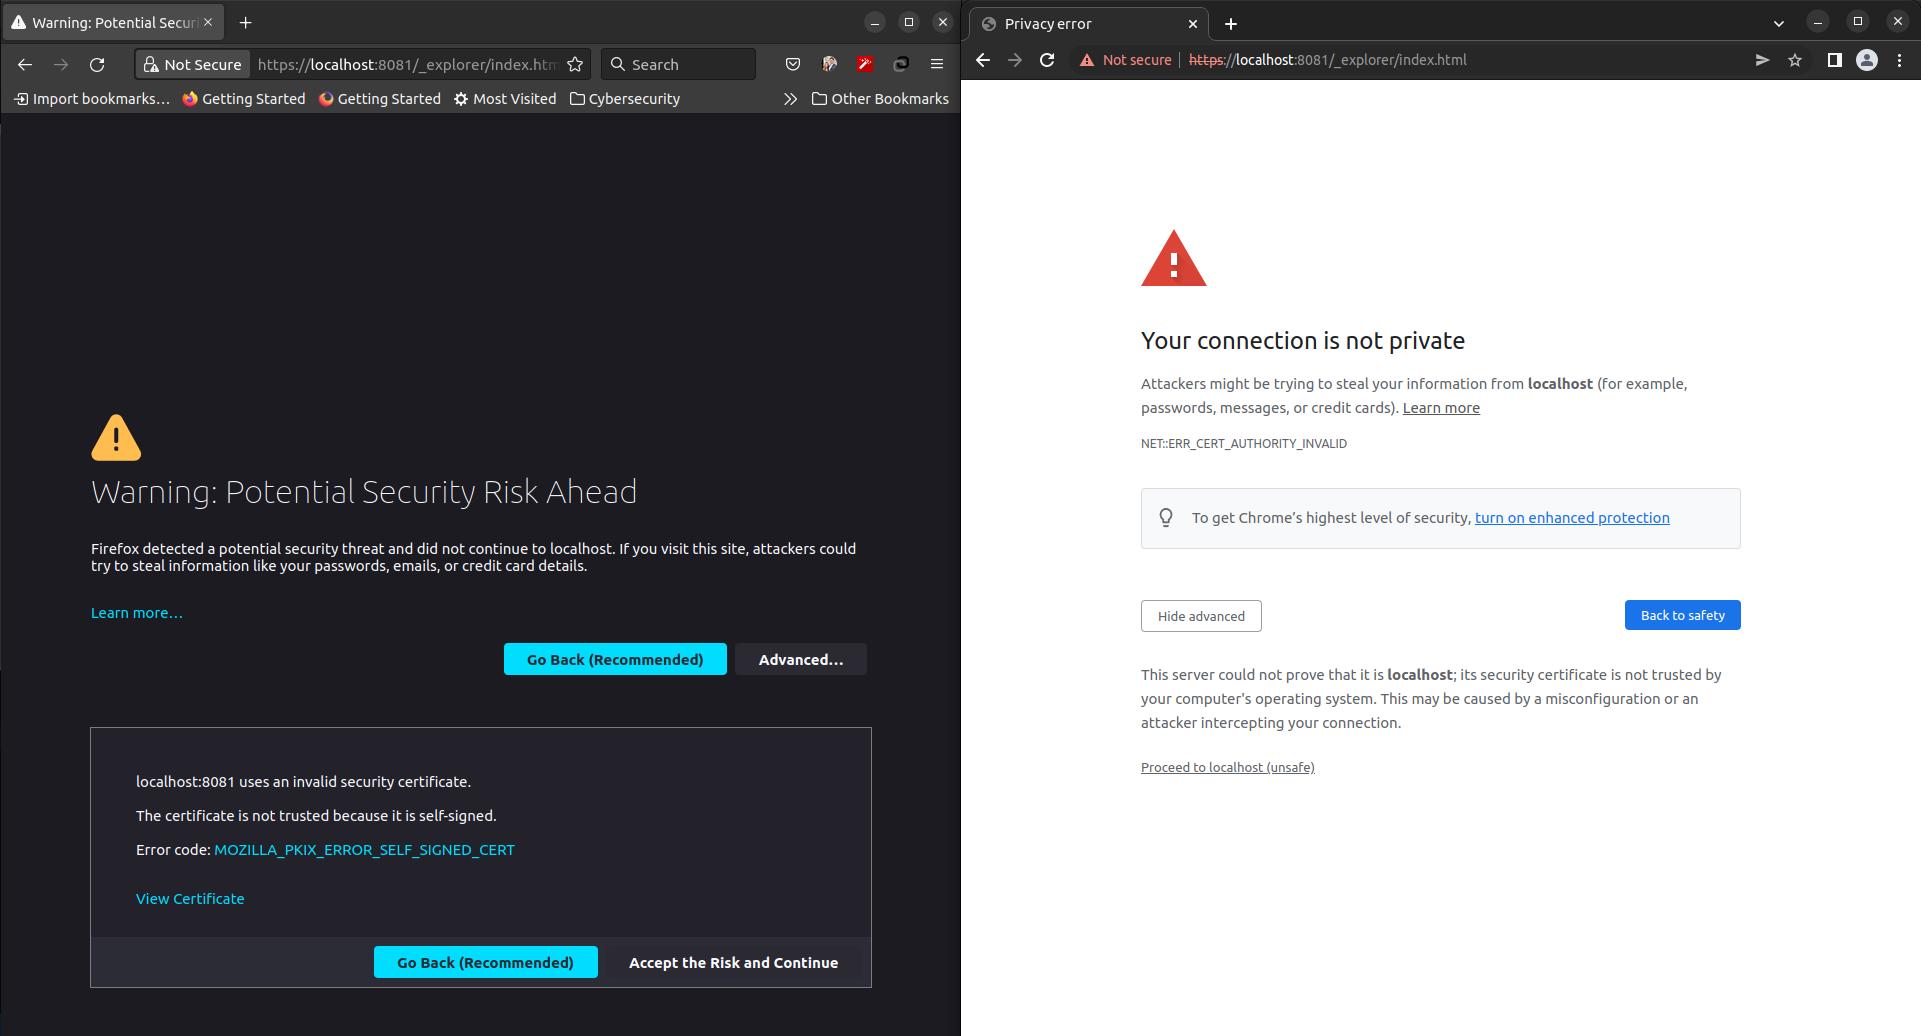 Warning: Potential Securi
Not Secure
https://localhost:8081/_explorer/index.htm
Search
Import bookmarks…
Getting Started
Getting Started
Most Visited
Cybersecurity
Other Bookmarks
Warning: Potential Security Risk Ahead
Firefox detected a potential security threat and did not continue to localhost. If you visit this site, attackers could
try to steal information like your passwords, emails, or credit card details.
Learn more…
Go Back (Recommended)
Advanced…
localhost:8081 uses an invalid security certificate.
The certificate is not trusted because it is self-signed.
Error code: MOZILLA_PKIX_ERROR_SELF_SIGNED_CERT
View Certificate
Go Back (Recommended)
Accept the Risk and Continue
Privacy error
Not secure
https://localhost:8081/_explorer/index.html
Your connection is not private
Attackers might be trying to steal your information from localhost (for example,
passwords, messages, or credit cards). Learn more
NET::ERR_CERT_AUTHORITY_INVALID
To get Chrome’s highest level of security, turn on enhanced protection
Hide advanced
Back to safety
This server could not prove that it is localhost; its security certificate is not trusted by
your computer's operating system. This may be caused by a misconfiguration or an
attacker intercepting your connection.
Proceed to localhost (unsafe)